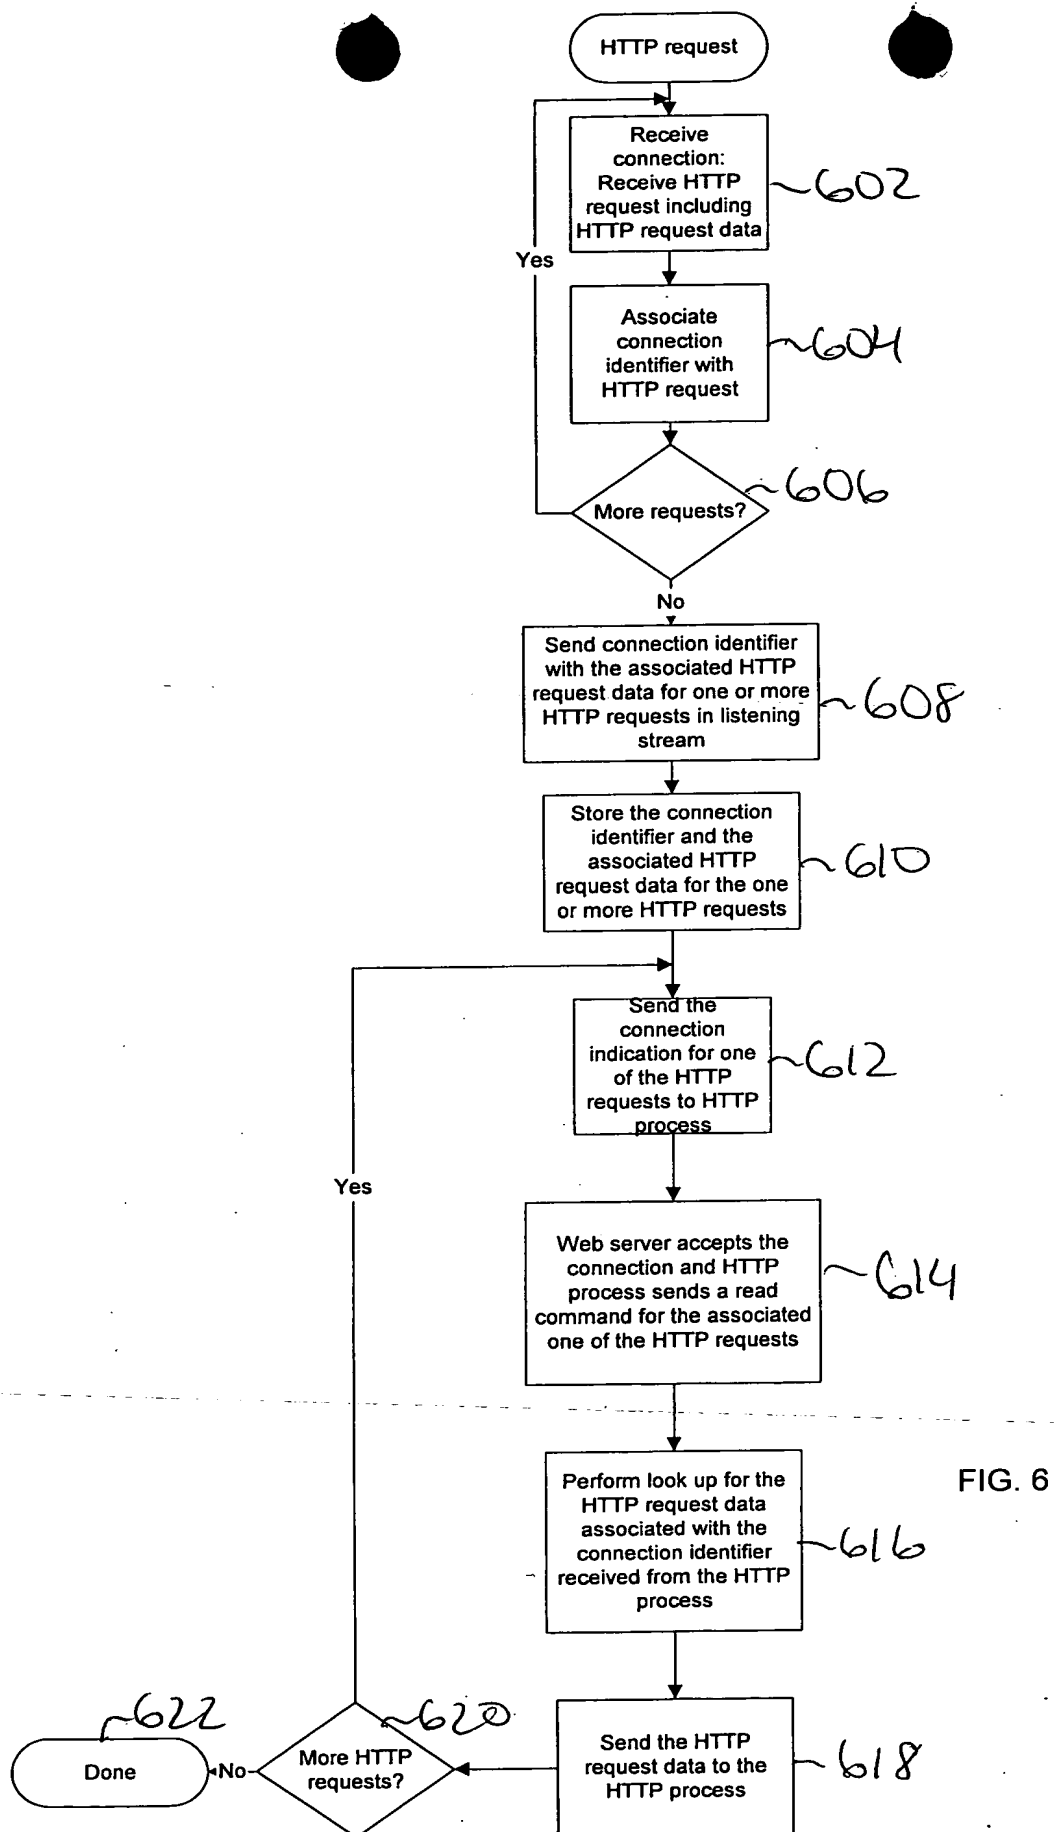 HTTP request
Receive
connection:
Receive HTTP
request including
HTTP request data
602
Yes
Associate
connection
identifier with
HTTP request
604
More requests?
606
No
Send connection identifier
with the associated HTTP
request data for one or more
HTTP requests in listening
stream
608
Store the connection
identifier and the
associated HTTP
request data for the one
or more HTTP requests
610
Send the
connection
indication for one
of the HTTP
requests to HTTP
process
612
Yes
Web server accepts the
connection and HTTP
process sends a read
command for the associated
one of the HTTP requests
614
Perform look up for the
HTTP request data
associated with the
connection identifier
received from the HTTP
process
616
FIG. 6
Send the HTTP
request data to the
HTTP process
618
More HTTP
requests?
620
No
Done
622